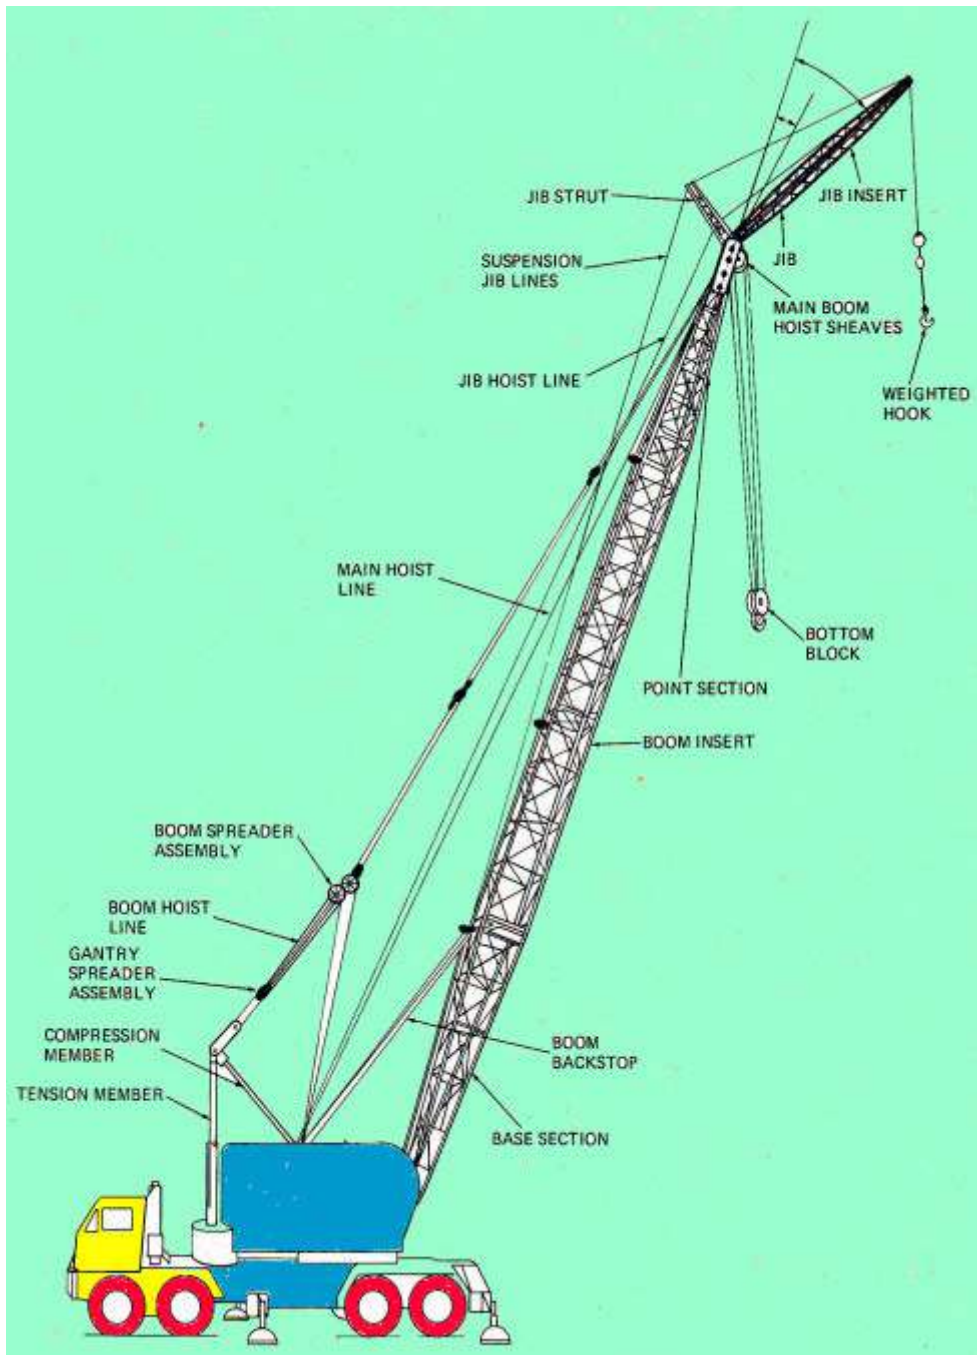 JIB STRUT
JIB INSERT
SUSPENSION
JIB LINES
JIB
MAIN BOOM
HOIST SHEAVES
JIB HOIST LINE
WEIGHTED
HOOK
MAIN HOIST
LINE
BOTTOM
BLOCK
POINT SECTION
BOOM INSERT
BOOM SPREADER
ASSEMBLY
BOOM HOIST
LINE
GANTRY
SPREADER
ASSEMBLY
COMPRESSION
MEMBER
BOOM
BACKSTOP
TENSION MEMBER
BASE SECTION